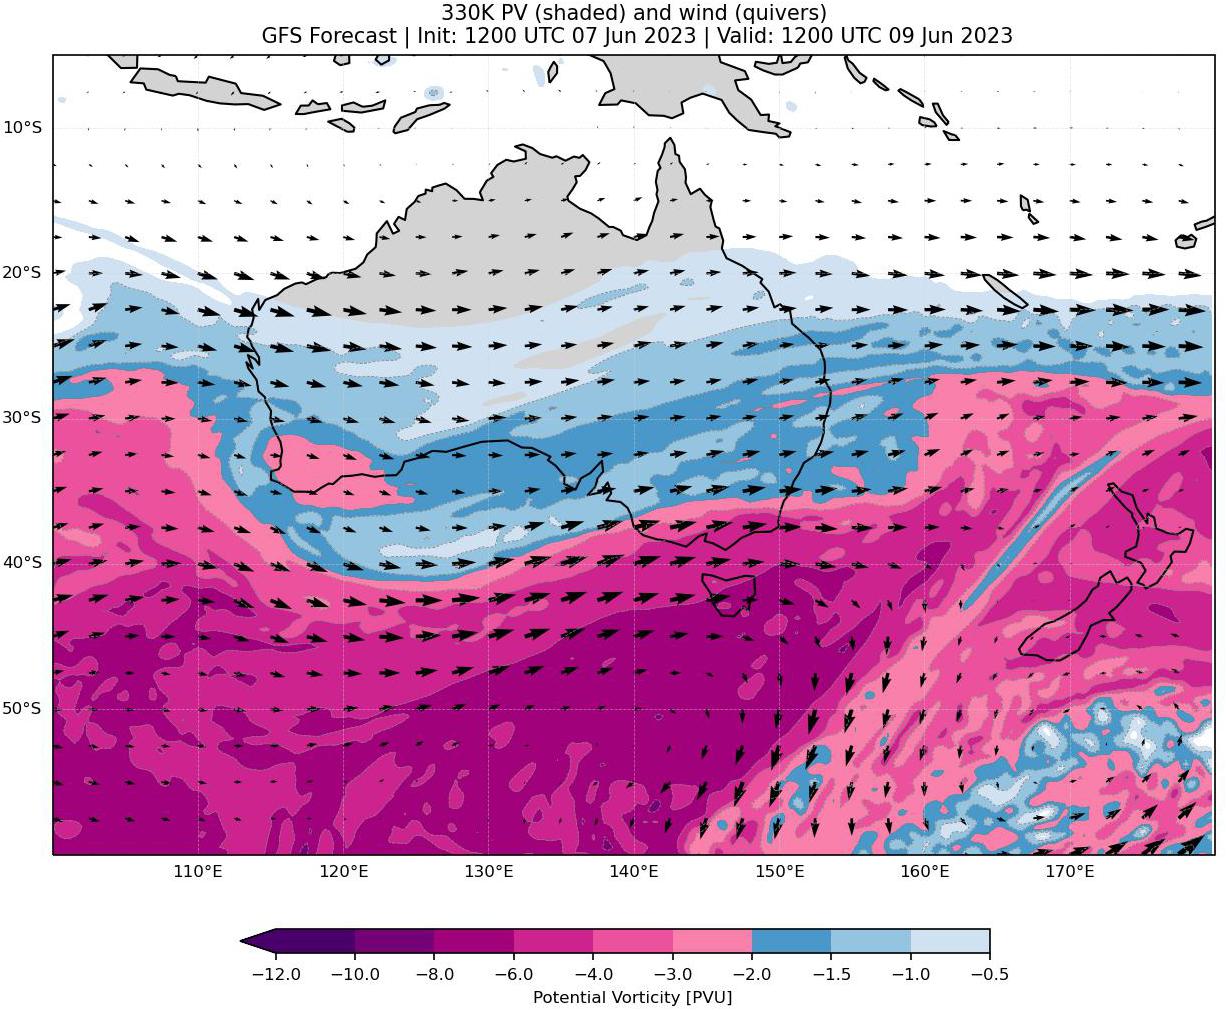 330K PV (shaded) and wind (quivers)
GFS Forecast | Init: 1200 UTC 07 Jun 2023 | Valid: 1200 UTC 09 Jun 2023
10°S
20°S
30°S
40°S
50°S
110°E 120°E 130°E 140°E 150°E 160°E 170°E
−12.0 −10.0 −8.0 −6.0 −4.0 −3.0 −2.0 −1.5 −1.0 −0.5
Potential Vorticity [PVU]